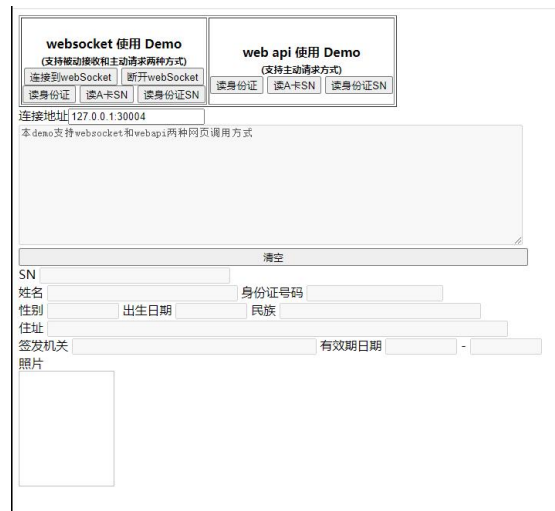 websocket 使用 Demo
(支持被动接收和主动请求两种方式)
连接到webSocket 断开webSocket
读身份证 读A-卡SN 读身份证SN
web api 使用 Demo
(支持主动请求方式)
读身份证 读A卡SN 读身份证SN
连接地址 127.0.0.1:30004
本demo支持websocket和webapi两种网页调用方式
清空
SN
姓名 身份证号码
性别 出生日期 民族
住址
签发机关 有效期日期 -
照片